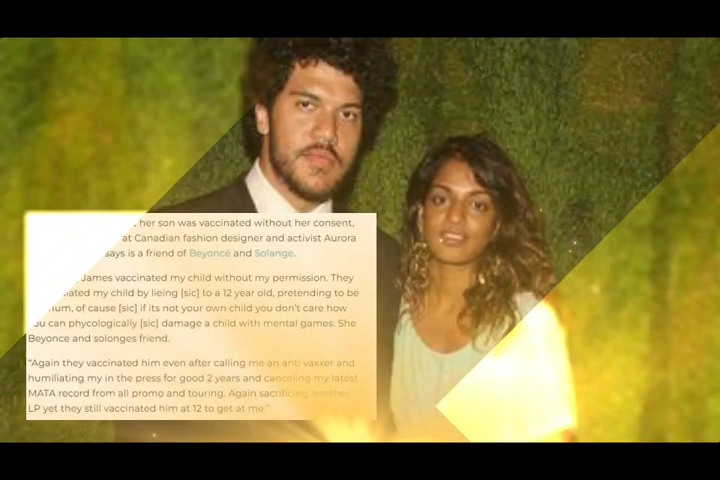 her son was vaccinated without her consent,
at Canadian fashion designer and activist Aurora
says is a friend of Beyoncé and Solange.
James vaccinated my child without my permission. They
my child by lieing [sic] to a 12 year old, pretending to be
of cause [sic] if its not your own child you don't care how
you can phycologically [sic] damage a child with mental games. She
Beyonce and solonges friend.
“Again they vaccinated him even after calling me an anti vaxxer and
humiliating my in the press for good 2 years and canceling my latest
MATA record from all promo and touring. Again sacrificing another
LP yet they still vaccinated him at 12 to get at me.”